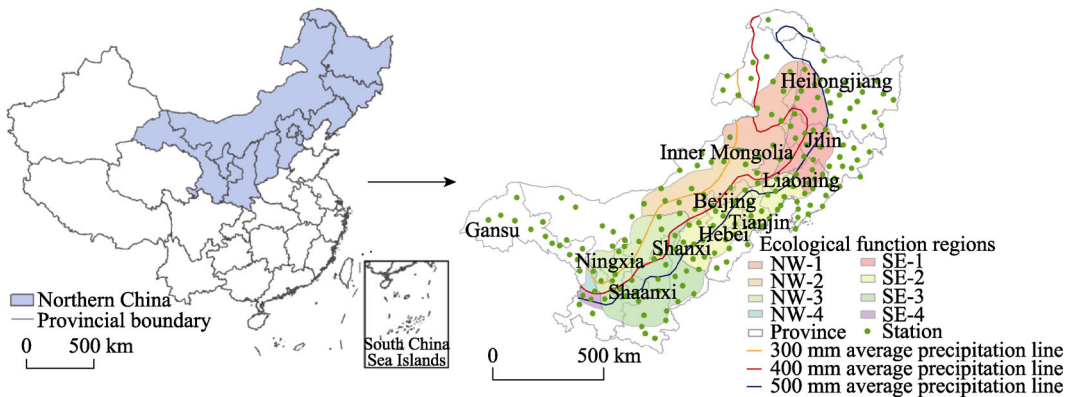 Northern China
Provincial boundary
0 500 km
South China
Sea Islands
Heilongjiang
Jilin
Inner Mongolia
Liaoning
Beijing
Tianjin
Gansu
Hebei
Shanxi
Ningxia
Shaanxi
Ecological function regions
NW-1 SE-1
NW-2 SE-2
NW-3 SE-3
NW-4 SE-4
Province Station
300 mm average precipitation line
400 mm average precipitation line
500 mm average precipitation line
0 500 km